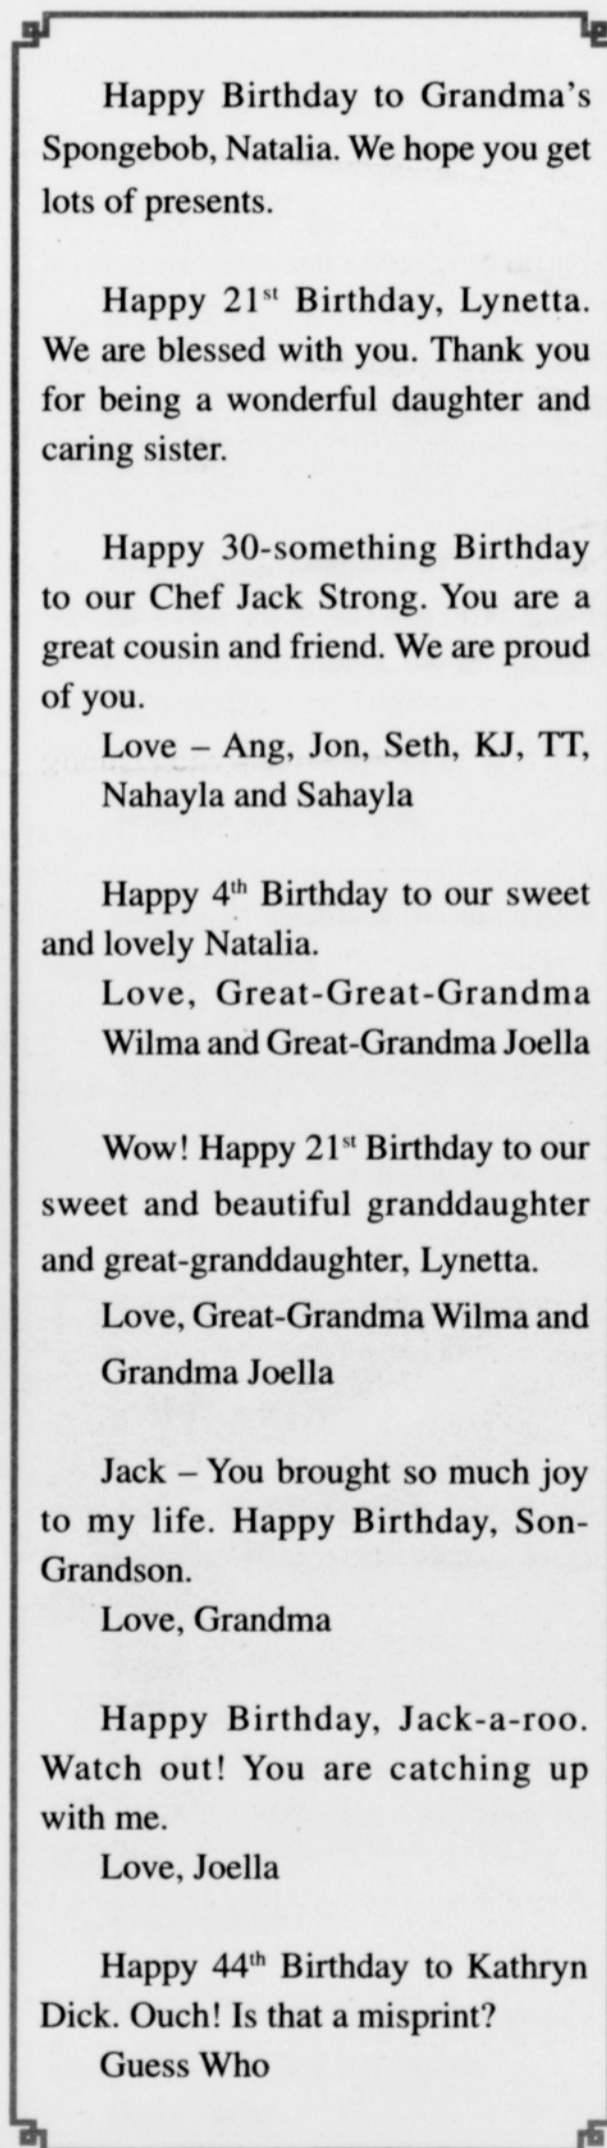 Happy Birthday to Grandma's
Spongebob, Natalia. We hope you get
lots of presents.
Happy 21st Birthday, Lynetta.
We are blessed with you. Thank you
for being a wonderful daughter and
caring sister.
Happy 30-something Birthday
to our Chef Jack Strong. You are a
great cousin and friend. We are proud
of you.
Love – Ang, Jon, Seth, KJ, TT,
Nahayla and Sahayla
Happy 4th Birthday to our sweet
and lovely Natalia.
Love, Great-Great-Grandma
Wilma and Great-Grandma Joella
Wow! Happy 21st Birthday to our
sweet and beautiful granddaughter
and great-granddaughter, Lynetta.
Love, Great-Grandma Wilma and
Grandma Joella
Jack – You brought so much joy
to my life. Happy Birthday, Son-
Grandson.
Love, Grandma
Happy Birthday, Jack-a-roo.
Watch out! You are catching up
with me.
Love, Joella
Happy 44th Birthday to Kathryn
Dick. Ouch! Is that a misprint?
Guess Who